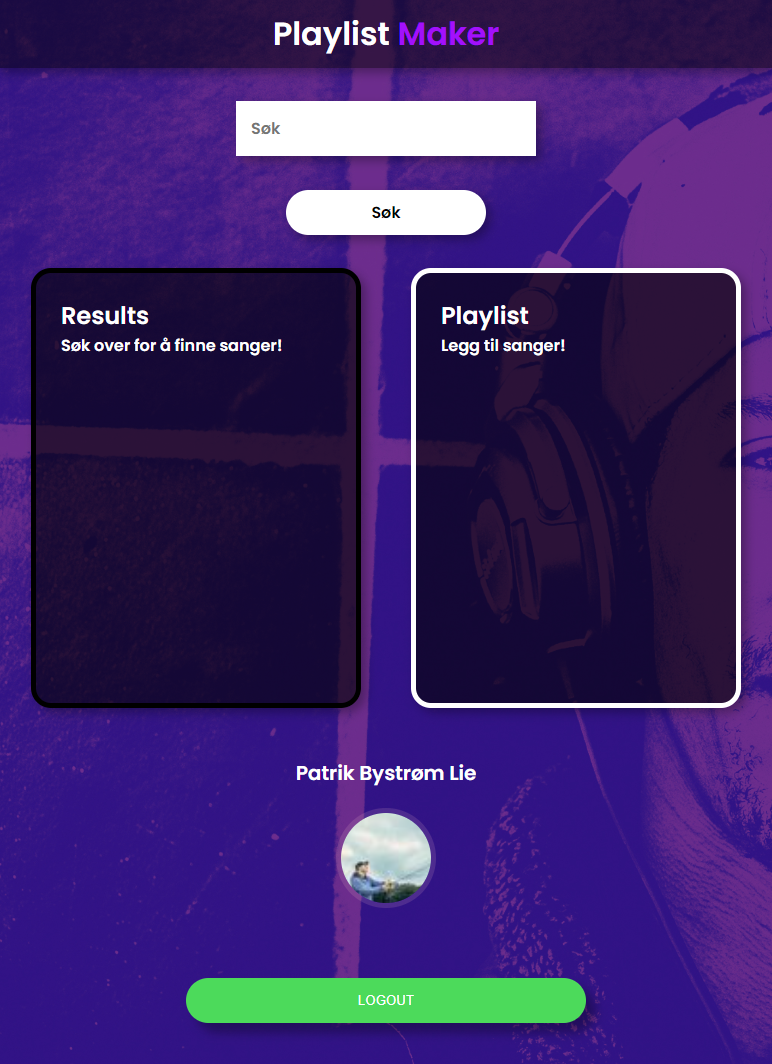 Playlist Maker
Søk
Søk
Results
Søk over for å finne sanger!
Playlist
Legg til sanger!
Patrik Bystrøm Lie
LOGOUT